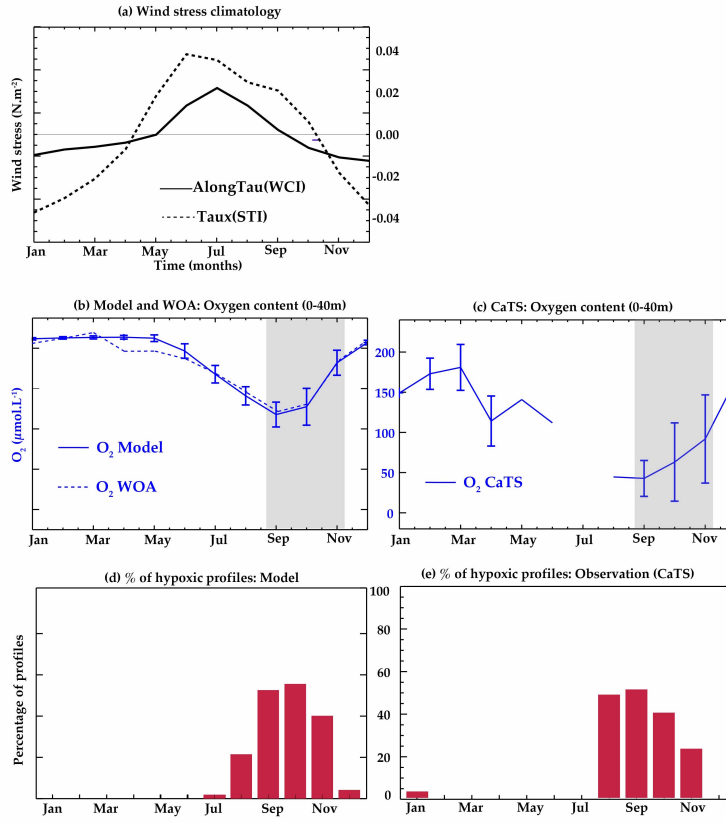 (a) Wind stress climatology
Wind stress (N.m⁻²)
0.04
0.02
0.00
-0.02
-0.04
AlongTau(WCI)
Taux(STI)
Jan Mar May Jul Sep Nov
Time (months)
(b) Model and WOA: Oxygen content (0-40m)
O₂ (µmol.L⁻¹)
O₂ Model
O₂ WOA
Jan Mar May Jul Sep Nov
(c) CaTS: Oxygen content (0-40m)
200
150
100
50
0
O₂ CaTS
Jan Mar May Jul Sep Nov
(d) % of hypoxic profiles: Model
Percentage of profiles
Jan Mar May Jul Sep Nov
(e) % of hypoxic profiles: Observation (CaTS)
100
80
60
40
20
0
Jan Mar May Jul Sep Nov